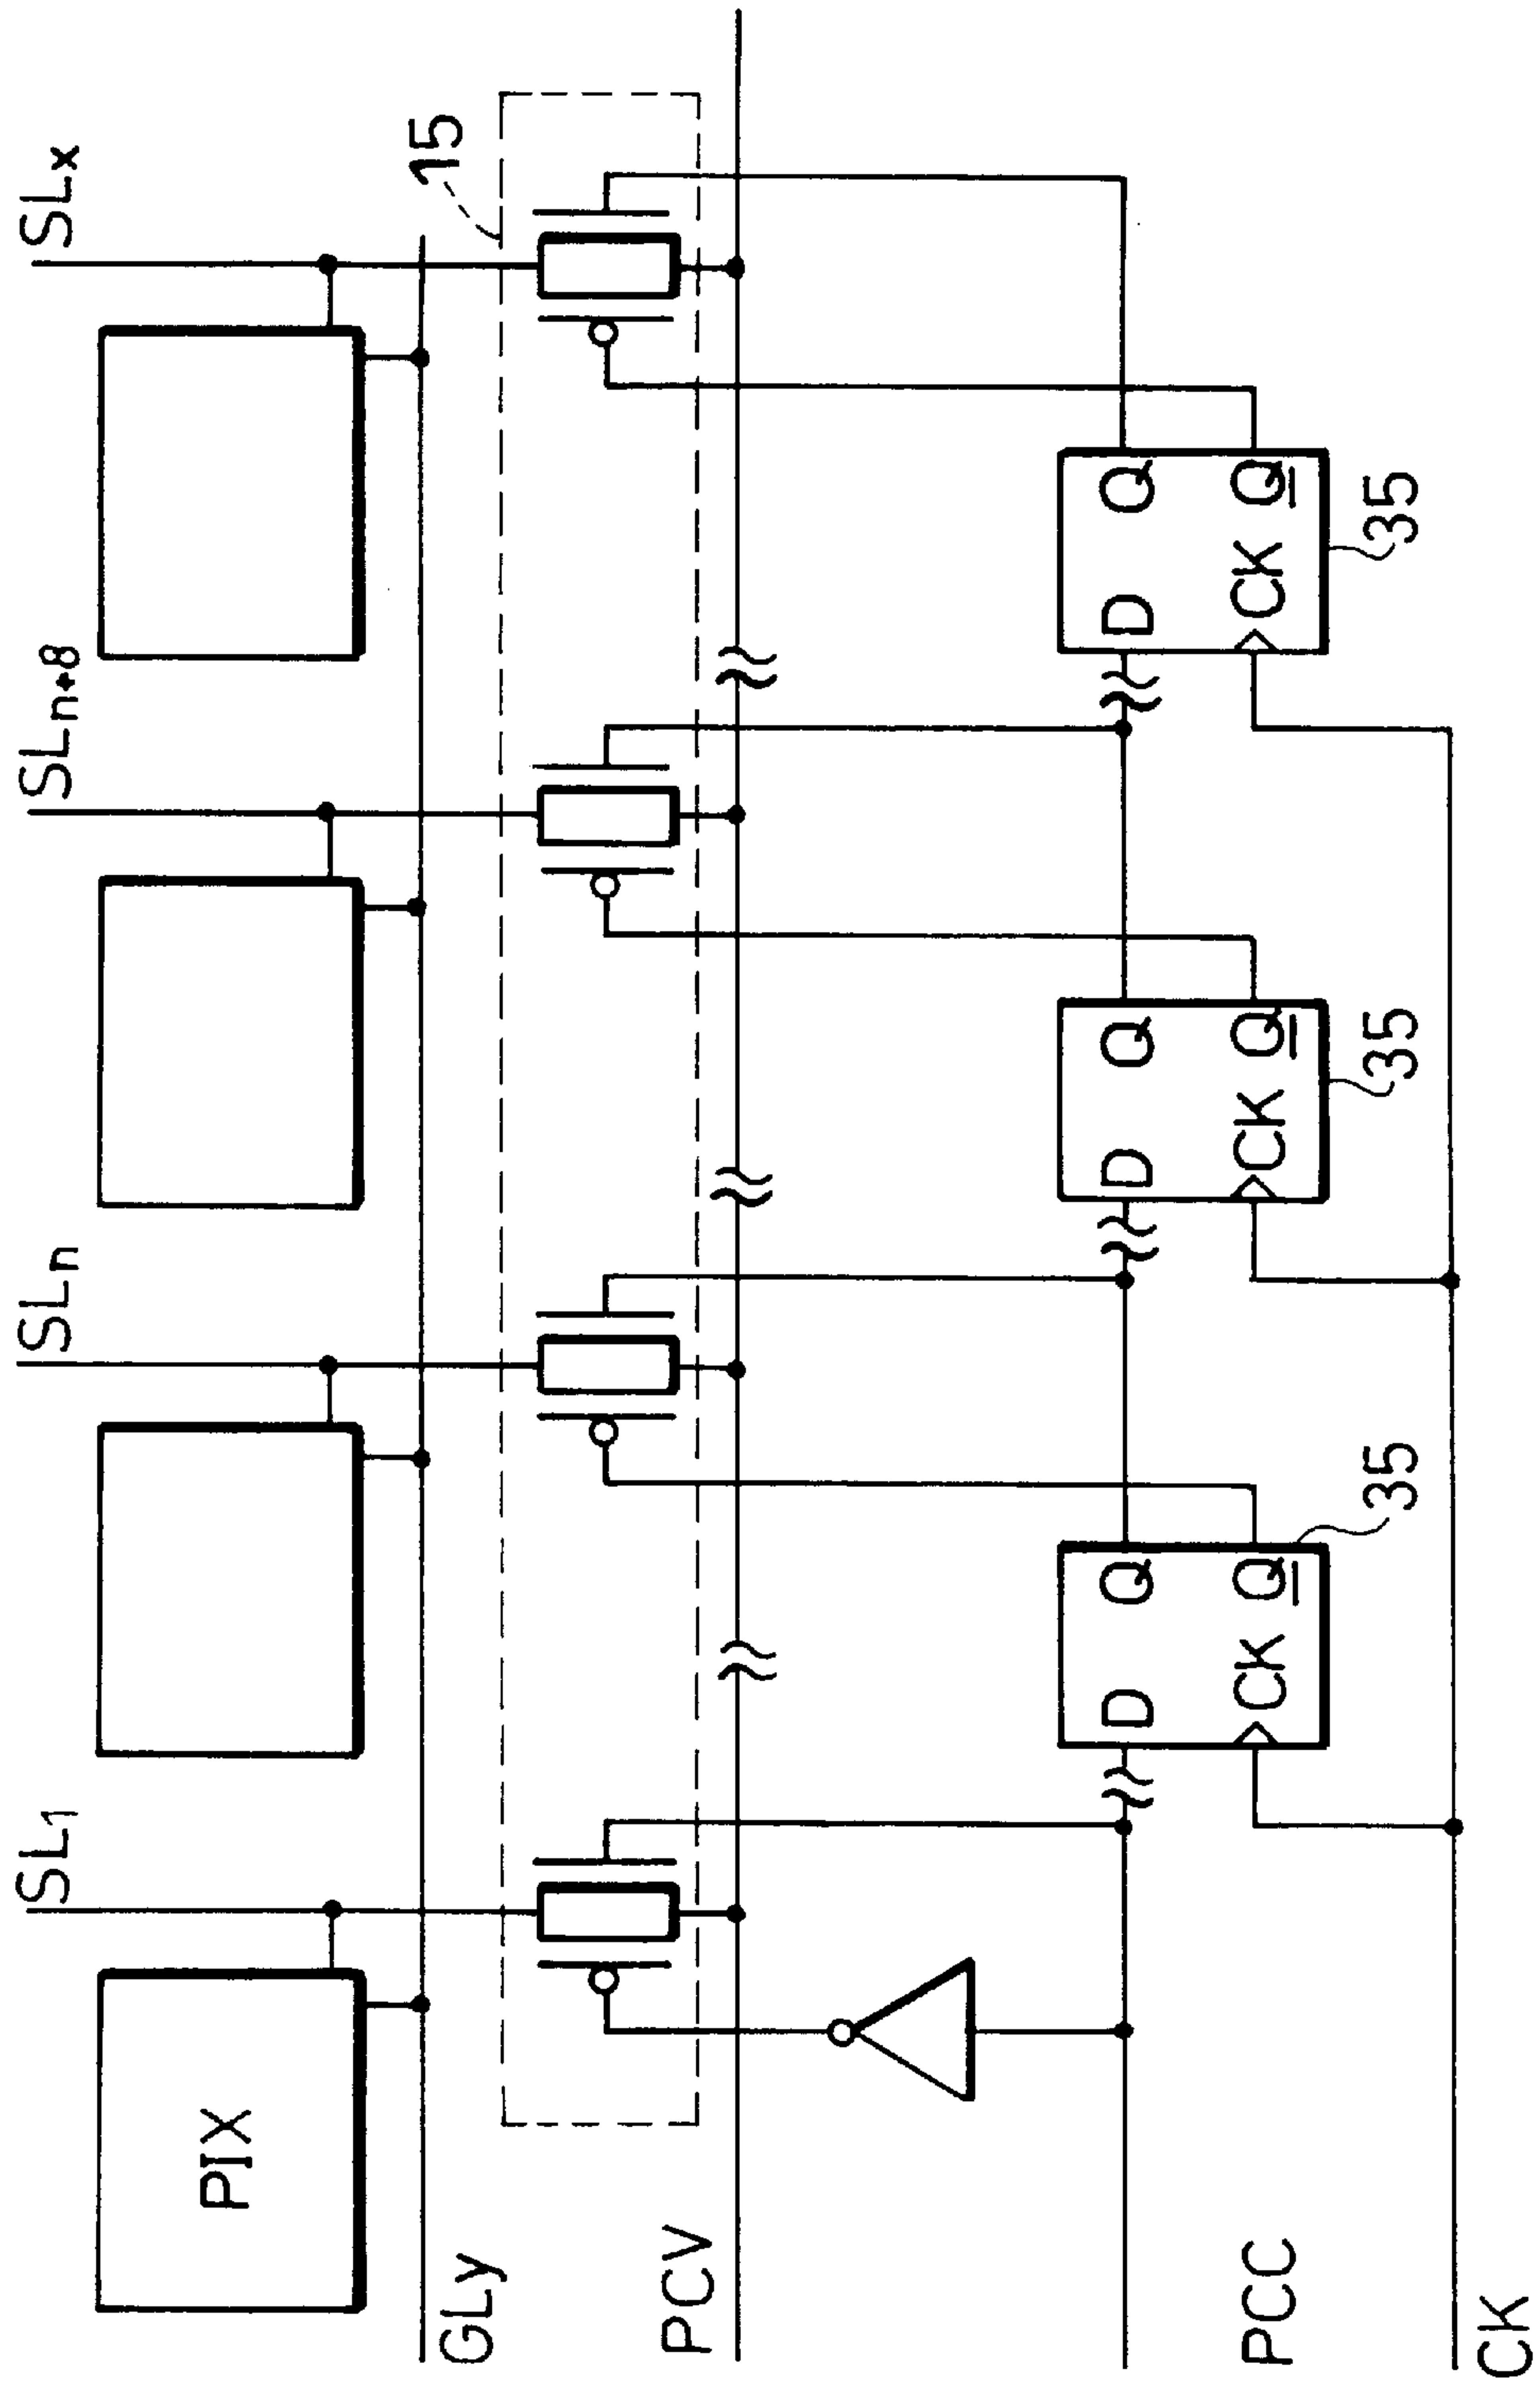 SL1
SLn
SLn+8
SLx
PIX
GLy
15
PCV
D Q
CK Q̅
35
D Q
CK Q̅
35
D Q
CK Q̅
35
PCC
CK